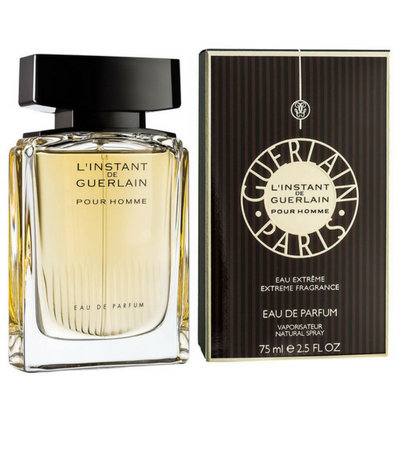 L'INSTANT
DE
GUERLAIN
POUR HOMME
EAU DE PARFUM
GUERLAIN
PARIS
L'INSTANT
DE
GUERLAIN
POUR HOMME
EAU EXTRÊME
EXTREME FRAGRANCE
EAU DE PARFUM
VAPORISATEUR
NATURAL SPRAY
75 ml e 2.5 FL OZ